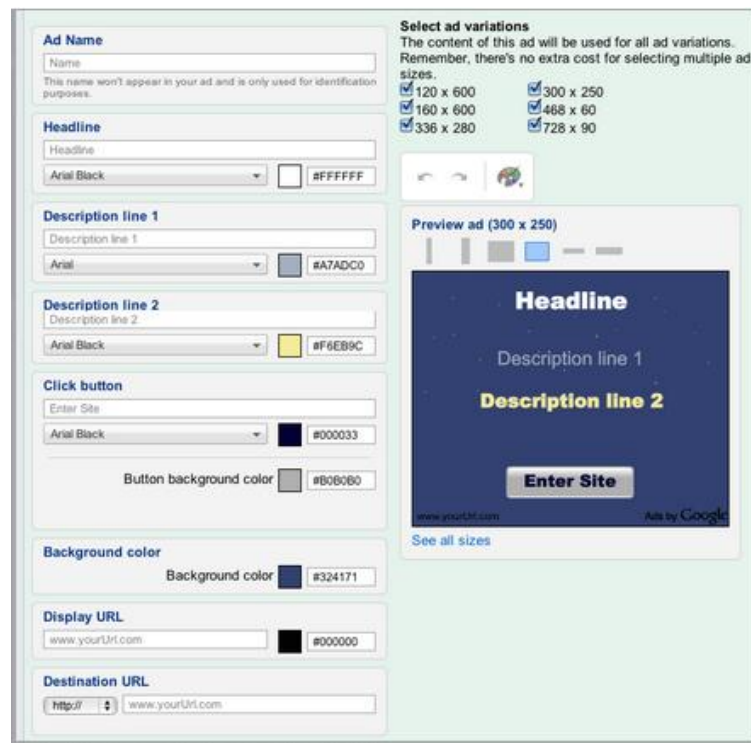 Ad Name
Name
This name won't appear in your ad and is only used for identification
purposes.
Headline
Headline
Arial Black
#FFFFFF
Description line 1
Description line 1
Arial
#A7ADC0
Description line 2
Description line 2
Arial Black
#F6EB9C
Click button
Enter Site
Arial Black
#000033
Button background color
#B0B0B0
Background color
Background color
#324171
Display URL
www.yourUrl.com
#000000
Destination URL
http://
www.yourUrl.com
Select ad variations
The content of this ad will be used for all ad variations.
Remember, there's no extra cost for selecting multiple ad
sizes.
120 x 600 300 x 250
160 x 600 468 x 60
336 x 280 728 x 90
Preview ad (300 x 250)
Headline
Description line 1
Description line 2
Enter Site
www.yourUrl.com Ads by Google
See all sizes